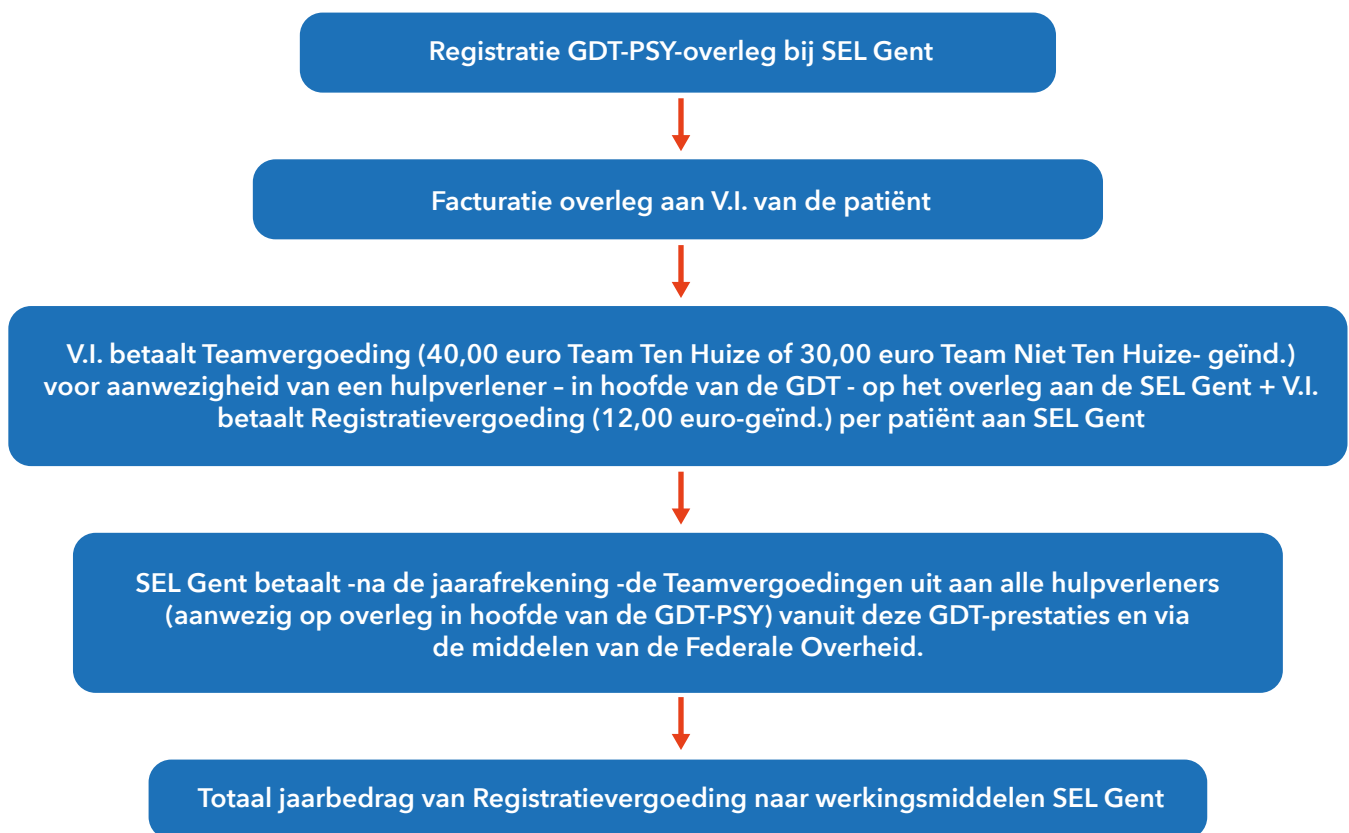 Registratie GDT-PSY-overleg bij SEL Gent
Facturatie overleg aan V.I. van de patiënt
V.I. betaalt Teamvergoeding (40,00 euro Team Ten Huize of 30,00 euro Team Niet Ten Huize- geïnd.)
voor aanwezigheid van een hulpverlener – in hoofde van de GDT - op het overleg aan de SEL Gent + V.I.
betaalt Registratievergoeding (12,00 euro-geïnd.) per patiënt aan SEL Gent
SEL Gent betaalt -na de jaarafrekening -de Teamvergoedingen uit aan alle hulpverleners
(aanwezig op overleg in hoofde van de GDT-PSY) vanuit deze GDT-prestaties en via
de middelen van de Federale Overheid.
Totaal jaarbedrag van Registratievergoeding naar werkingsmiddelen SEL Gent